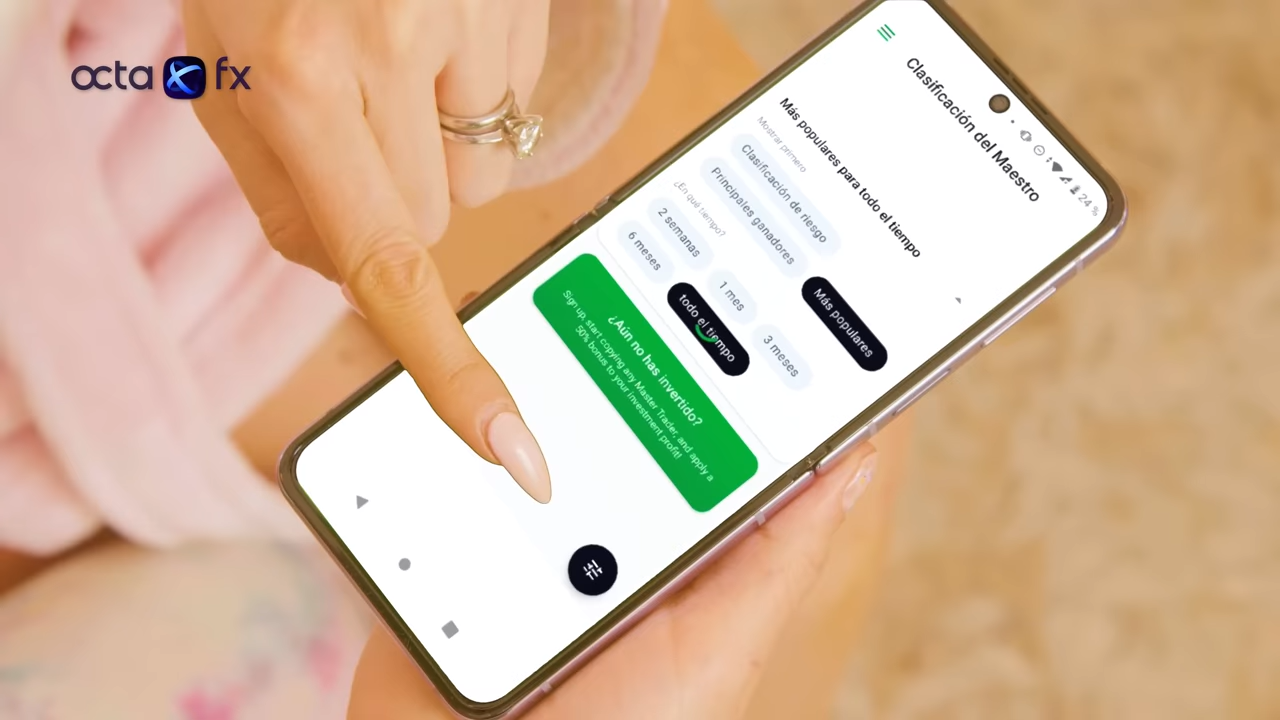 octa fx
24 %
Clasificación del Maestro
Más populares para todo el tiempo
Mostrar primero
Clasificación de riesgo
Principales ganadores
Más populares
¿En qué tiempo?
2 semanas
1 mes
3 meses
6 meses
todo el tiempo
¿Aún no has invertido?
Sign up, start copying any Master Trader, and apply a
50% bonus to your investment profit!